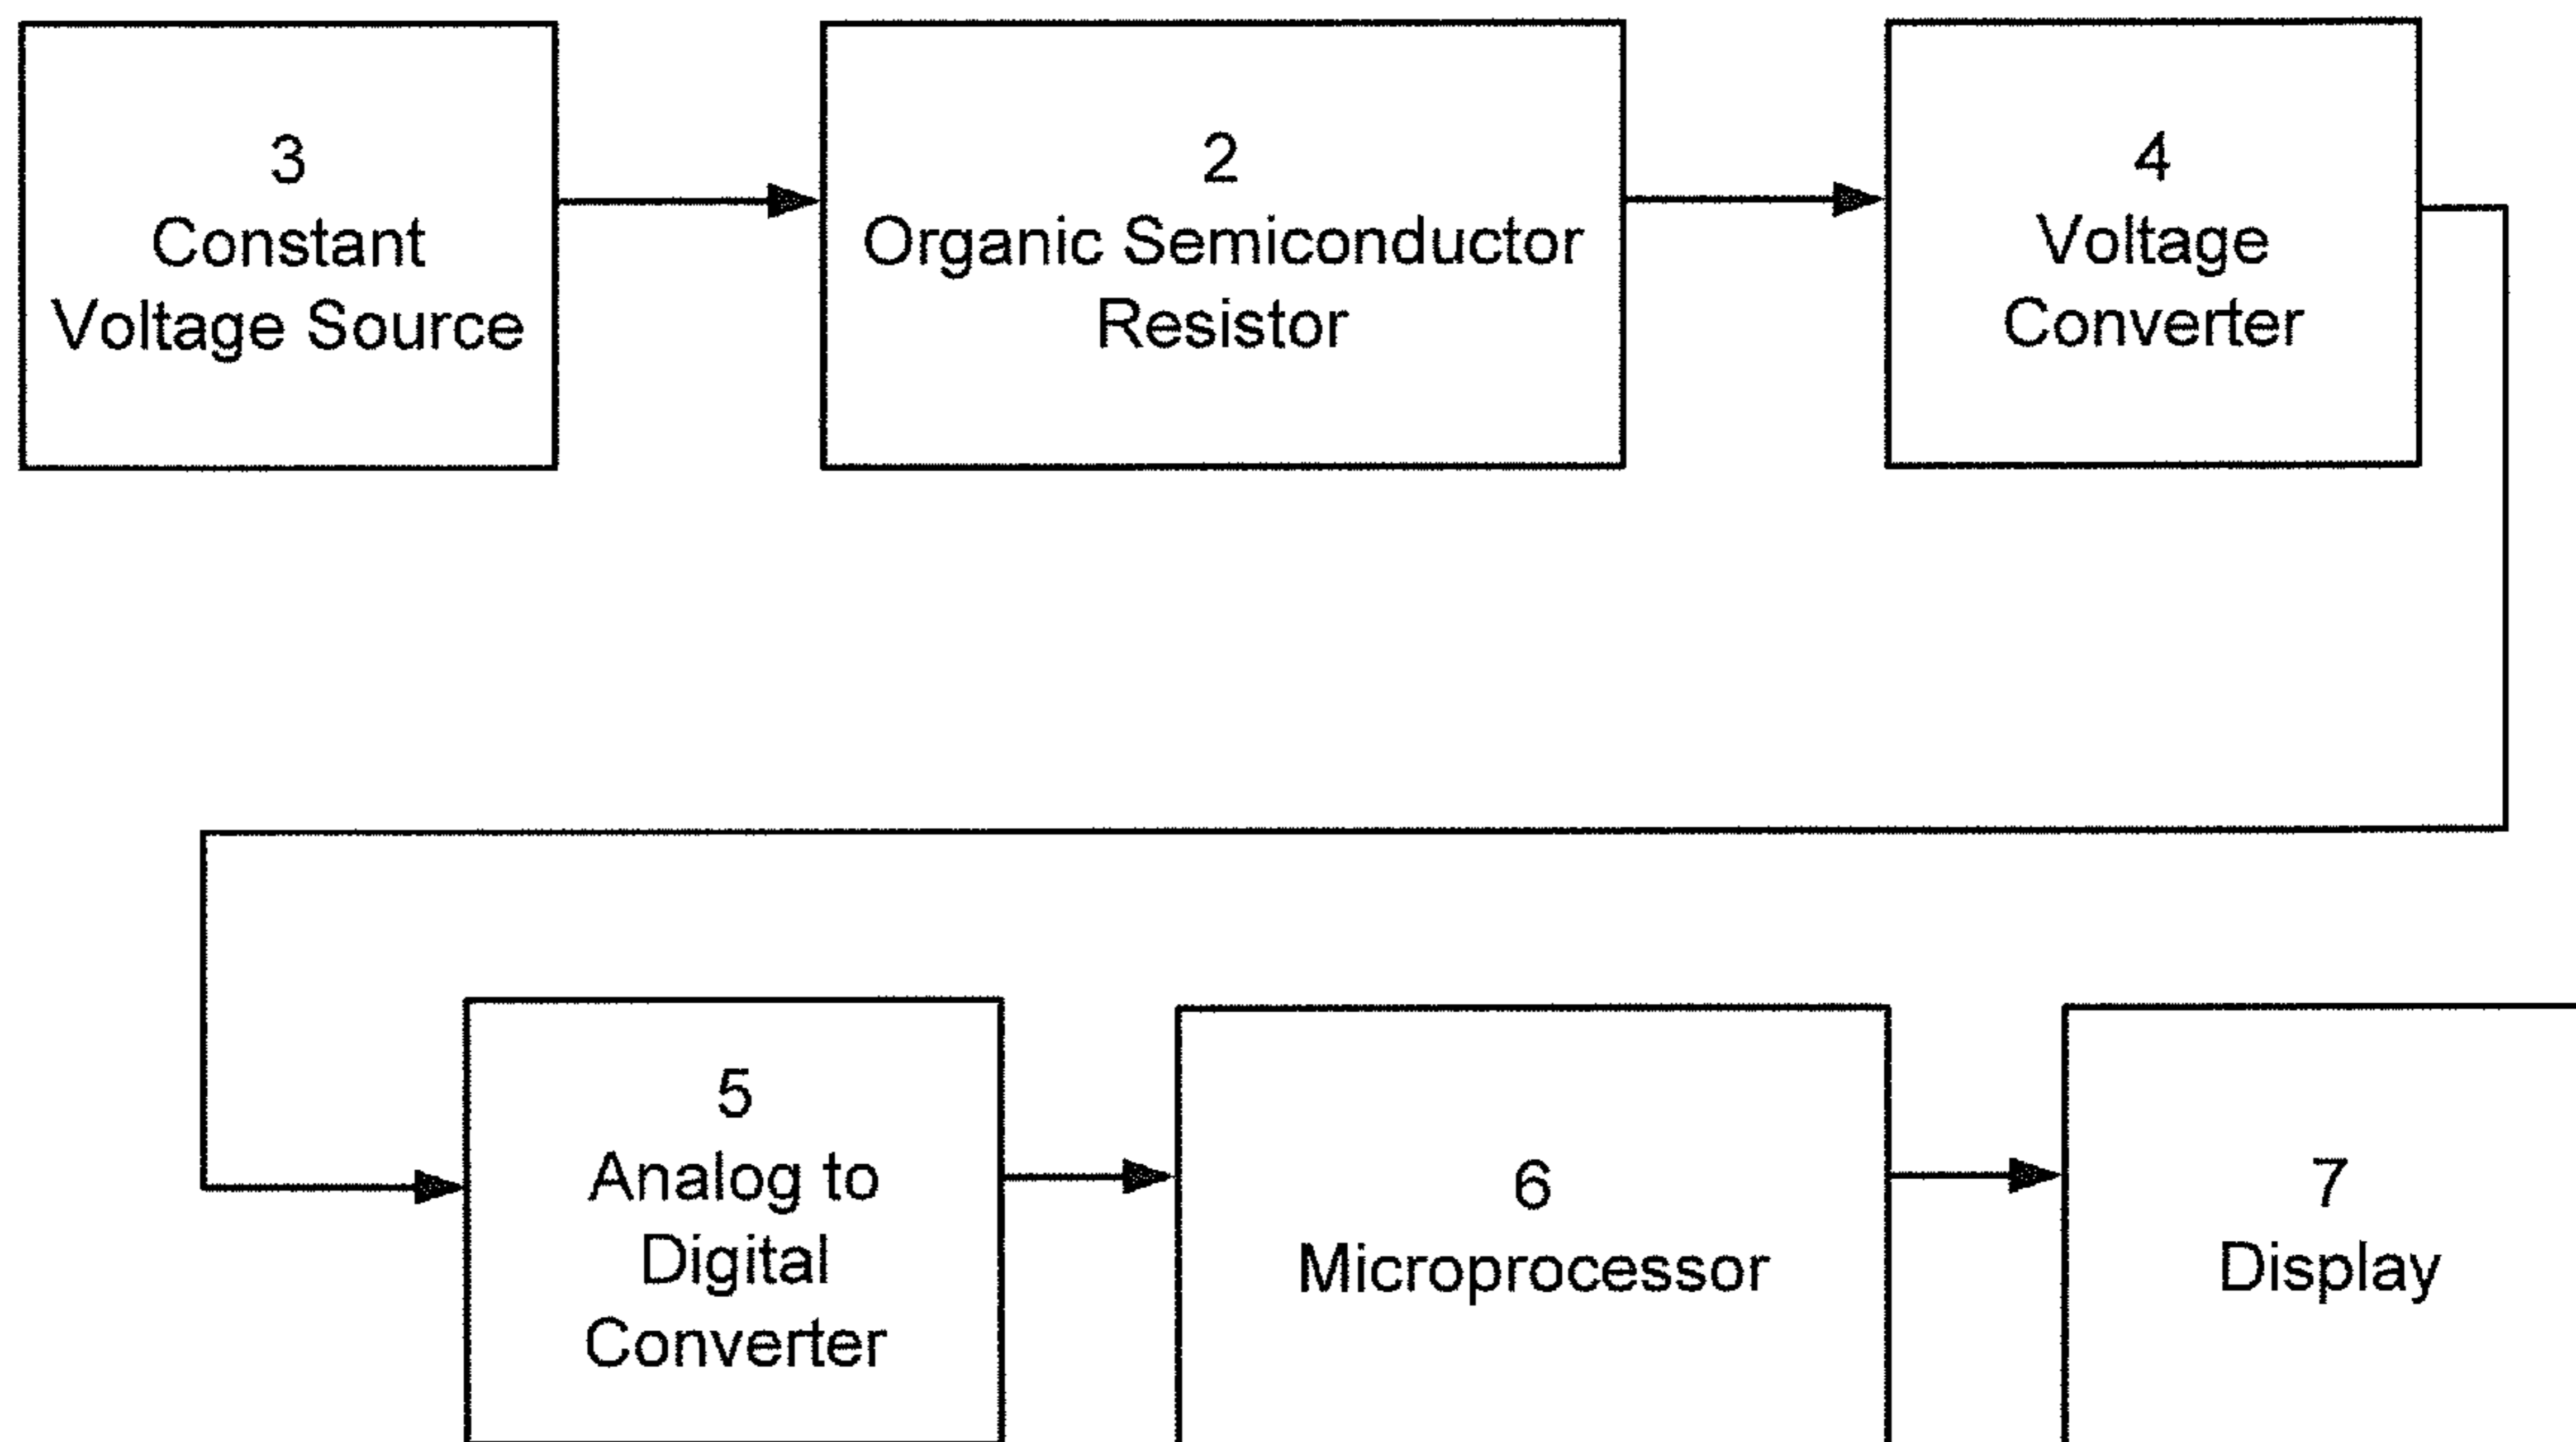 3
Constant
Voltage Source
2
Organic Semiconductor
Resistor
4
Voltage
Converter
5
Analog to
Digital
Converter
6
Microprocessor
7
Display